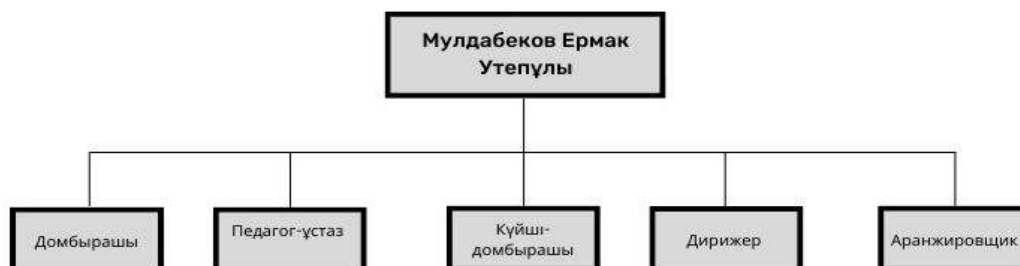 Мулдабеков Ермак
Утепұлы
Домбырашы
Педагог-ұстаз
Күйші-
домбырашы
Дирижер
Аранжировщик